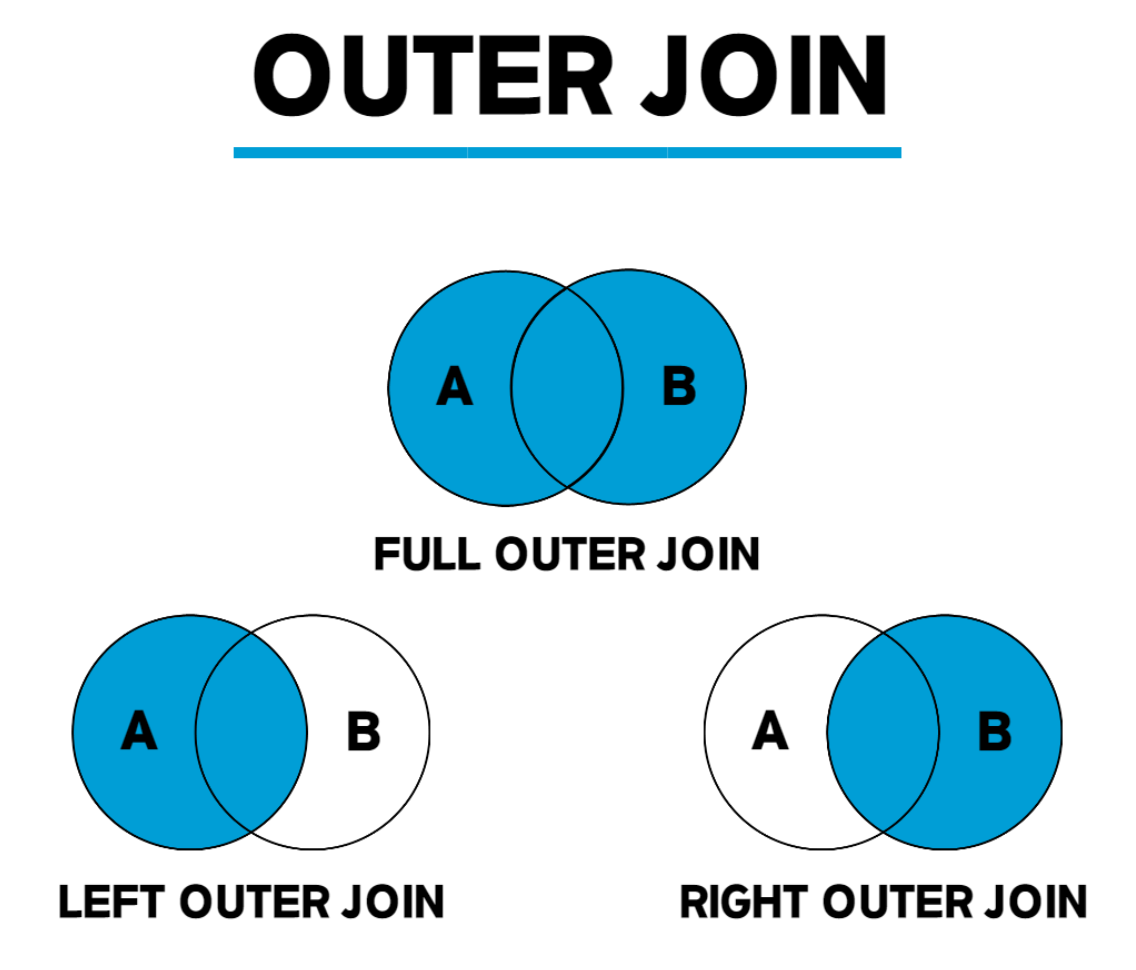 OUTER JOIN
A B
FULL OUTER JOIN
A B
A B
LEFT OUTER JOIN
RIGHT OUTER JOIN